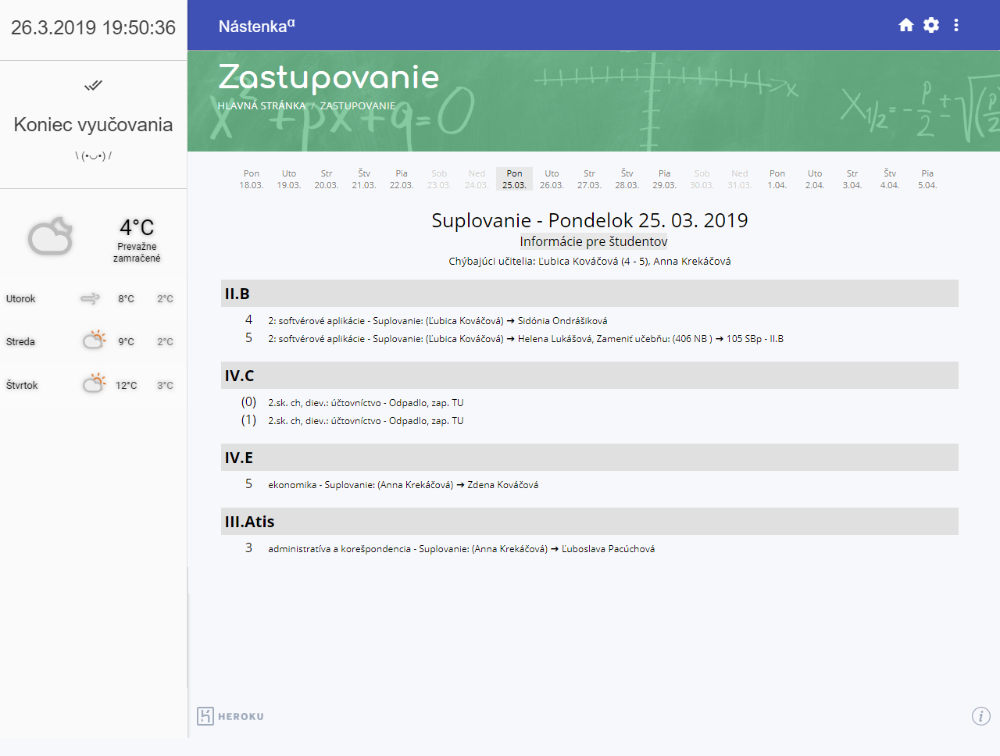 26.3.2019 19:50:36
Koniec vyučovania
\ (•◡•) /
4°C
Prevažne
zamračené
Utorok 8°C 2°C
Streda 9°C 2°C
Štvrtok 12°C 3°C
Nástenkaα
Zastupovanie
HLAVNÁ STRÁNKA / ZASTUPOVANIE
x² + px + q = 0
x
X₁/₂ = - p/2 ± √((p/2
Pon Uto Str Štv Pia Sob Ned Pon Uto Str Štv Pia Sob Ned Pon Uto Str Štv Pia
18.03. 19.03. 20.03. 21.03. 22.03. 23.03. 24.03. 25.03. 26.03. 27.03. 28.03. 29.03. 30.03. 31.03. 1.04. 2.04. 3.04. 4.04. 5.04.
Suplovanie - Pondelok 25. 03. 2019
Informácie pre študentov
Chýbajúci učitelia: Ľubica Kováčová (4 - 5), Anna Krekáčová
II.B
4 2: softvérové aplikácie - Suplovanie: (Ľubica Kováčová) ➔ Sidónia Ondrášiková
5 2: softvérové aplikácie - Suplovanie: (Ľubica Kováčová) ➔ Helena Lukášová, Zameniť učebňu: (406 NB ) ➔ 105 SBp - II.B
IV.C
(0) 2.sk. ch, diev.: účtovníctvo - Odpadlo, zap. TU
(1) 2.sk. ch, diev.: účtovníctvo - Odpadlo, zap. TU
IV.E
5 ekonomika - Suplovanie: (Anna Krekáčová) ➔ Zdena Kováčová
III.Atis
3 administratíva a korešpondencia - Suplovanie: (Anna Krekáčová) ➔ Ľuboslava Pacúchová
HEROKU
i